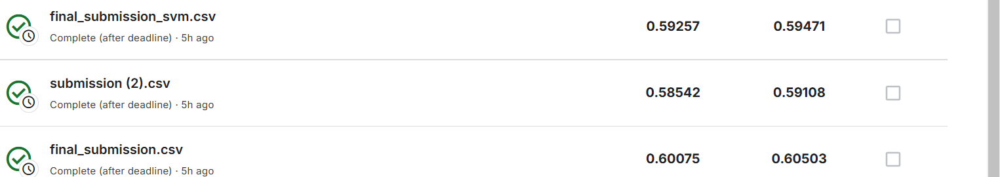 final_submission_svm.csv
Complete (after deadline) · 5h ago
0.59257
0.59471
submission (2).csv
Complete (after deadline) · 5h ago
0.58542
0.59108
final_submission.csv
Complete (after deadline) · 5h ago
0.60075
0.60503